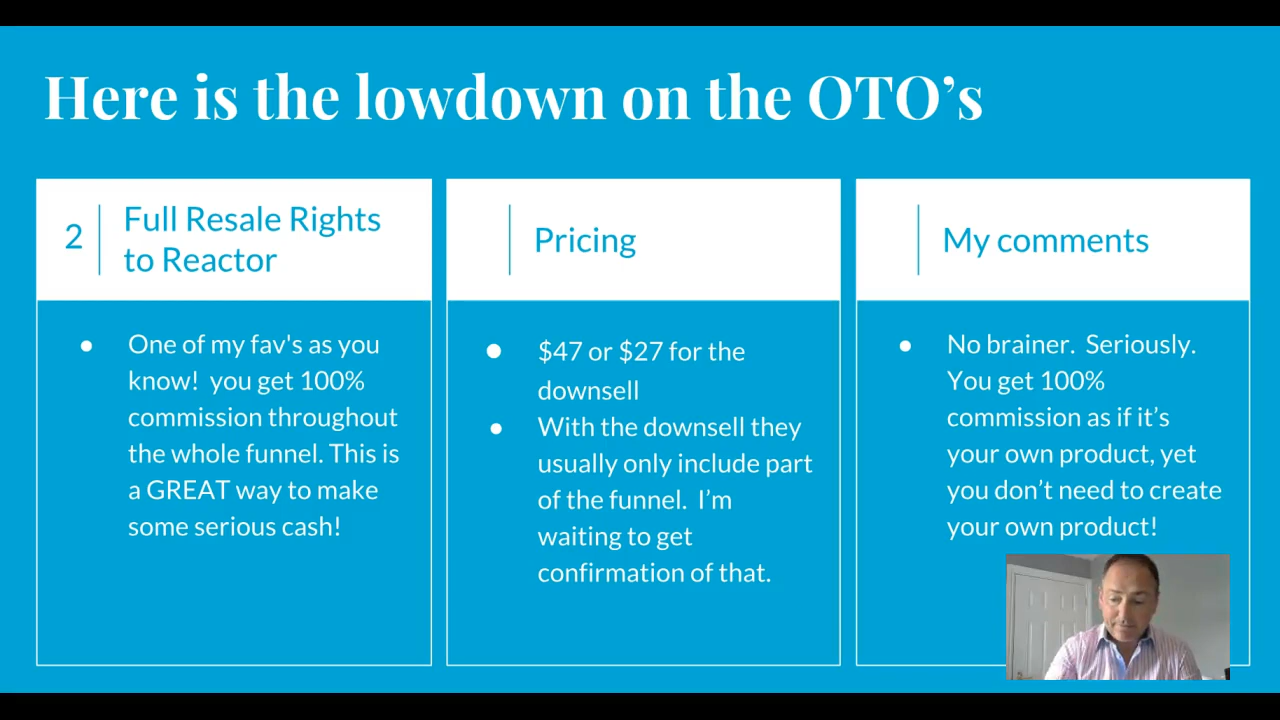 Here is the lowdown on the OTO’s
2
Full Resale Rights
to Reactor
● One of my fav's as you
know!  you get 100%
commission throughout
the whole funnel. This is
a GREAT way to make
some serious cash!
Pricing
● $47 or $27 for the
downsell
● With the downsell they
usually only include part
of the funnel.  I’m
waiting to get
confirmation of that.
My comments
● No brainer.  Seriously.
You get 100%
commission as if it’s
your own product, yet
you don’t need to create
your own product!